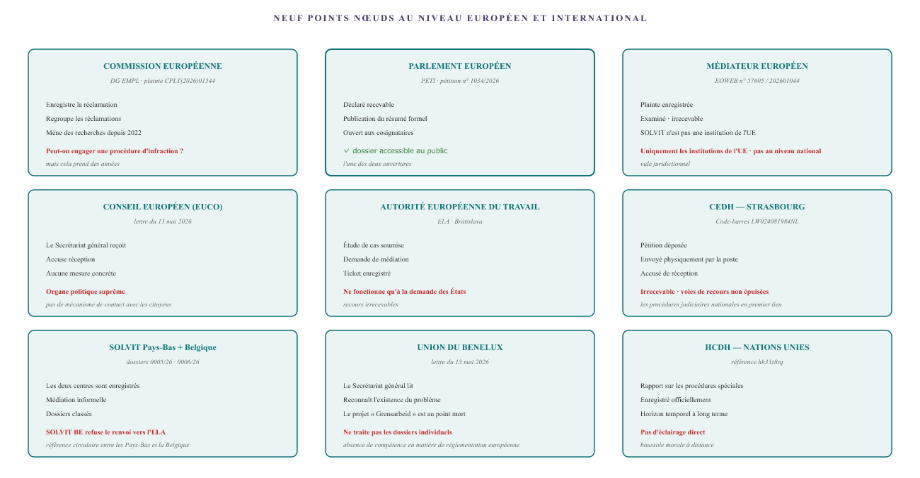 NEUF POINTS NŒUDS AU NIVEAU EUROPÉEN ET INTERNATIONAL
COMMISSION EUROPÉENNE
DG EMPL · plainte CPLT(2026)01344
Enregistre la réclamation
Regroupe les réclamations
Mène des recherches depuis 2022
Peut-on engager une procédure d'infraction ?
mais cela prend des années
PARLEMENT EUROPÉEN
PETI · pétition n° 1034/2026
Déclaré recevable
Publication du résumé formel
Ouvert aux cosignataires
✓ dossier accessible au public
l'une des deux ouvertures
MÉDIATEUR EUROPÉEN
EOWEB n° 57605 / 202601044
Plainte enregistrée
Examiné · irrecevable
SOLVIT n'est pas une institution de l'UE
Uniquement les institutions de l'UE · pas au niveau national
vide juridictionnel
CONSEIL EUROPÉEN (EUCO)
lettre du 13 mai 2026
Le Secrétariat général reçoit
Accuse réception
Aucune mesure concrète
Organe politique suprême
pas de mécanisme de contact avec les citoyens
AUTORITÉ EUROPÉENNE DU TRAVAIL
ELA · Bratislava
Étude de cas soumise
Demande de médiation
Ticket enregistré
Ne fonctionne qu'à la demande des États
recours irrecevables
CEDH — STRASBOURG
Code-barres LW024081984NL
Pétition déposée
Envoyé physiquement par la poste
Accusé de réception
Irrecevable · voies de recours non épuisées
les procédures judiciaires nationales en premier lieu
SOLVIT Pays-Bas + Belgique
dossiers 0005/26 · 0006/26
Les deux centres sont enregistrés
Médiation informelle
Dossiers classés
SOLVIT BE refuse le renvoi vers l'ELA
référence circulaire entre les Pays-Bas et la Belgique
UNION DU BENELUX
lettre du 13 mai 2026
Le Secrétariat général lit
Reconnaît l'existence du problème
Le projet « Grensarbeid » est au point mort
Ne traite pas les dossiers individuels
absence de compétence en matière de réglementation européenne
HCDH — NATIONS UNIES
référence
Rapport sur les procédures spéciales
Enregistré officiellement
Horizon temporel à long terme
Pas d'éclairage direct
boussole morale à distance